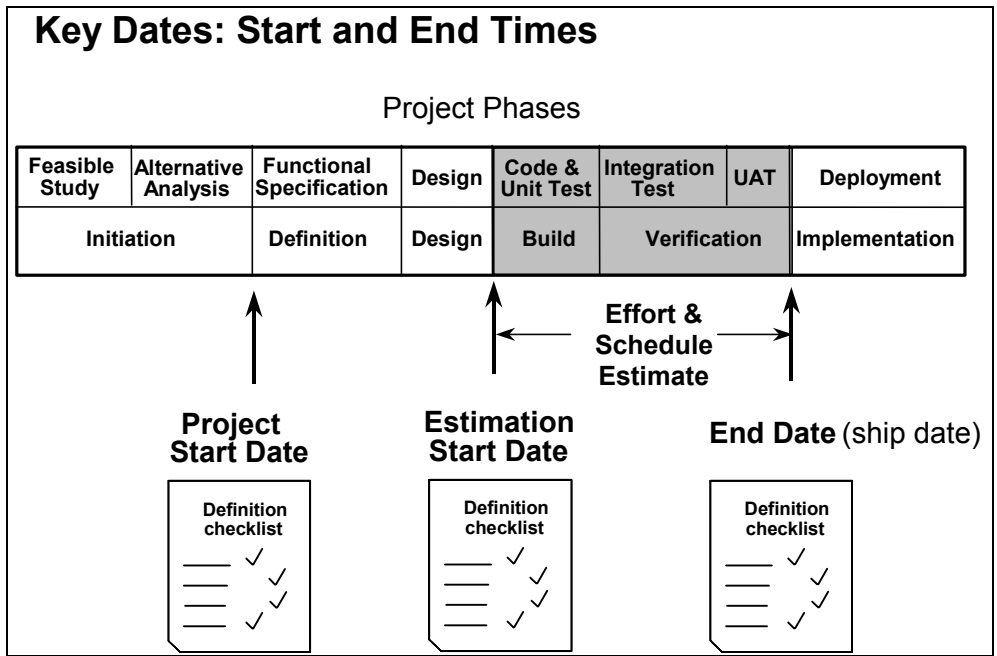 Key Dates: Start and End Times
Project Phases
Feasible
Study
Alternative
Analysis
Functional
Specification
Design
Code &
Unit Test
Integration
Test
UAT
Deployment
Initiation
Definition
Design
Build
Verification
Implementation
Effort &
Schedule
Estimate
Project
Start Date
Estimation
Start Date
End Date (ship date)
Definition
checklist
Definition
checklist
Definition
checklist